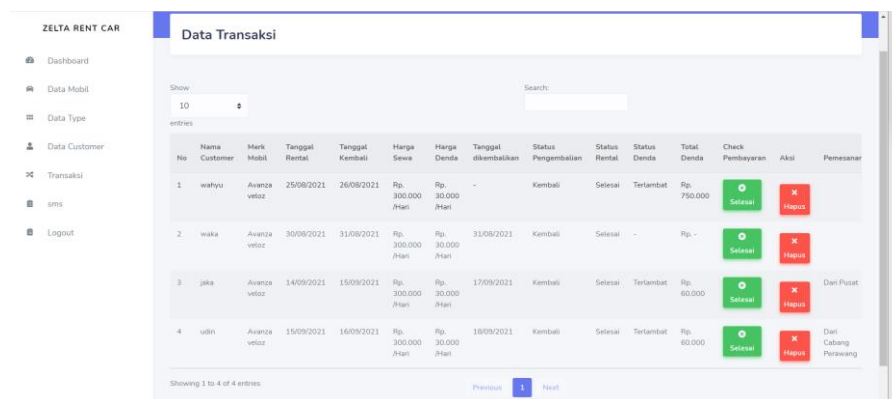 ZELTA RENT CAR
Dashboard
Data Mobil
Data Type
Data Customer
Transaksi
sms
Logout
Data Transaksi
Show
10
entries
Search:
No Nama Customer Merk Mobil Tanggal Rental Tanggal Kembali Harga Sewa Harga Denda Tanggal dikembalikan Status Pengembalian Status Rental Status Denda Total Denda Check Pembayaran Aksi Pemesanan
1 wahyu Avanza veloz 25/08/2021 26/08/2021 Rp. 300.000 /Hari Rp. 30.000 /Hari - Kembali Selesai Tertambat Rp. 750.000 Selesai Hapus
2 waka Avanza veloz 30/08/2021 31/08/2021 Rp. 300.000 /Hari Rp. 30.000 /Hari 31/08/2021 Kembali Selesai - Rp. - Selesai Hapus
3 jaka Avanza veloz 14/09/2021 15/09/2021 Rp. 300.000 /Hari Rp. 30.000 /Hari 17/09/2021 Kembali Selesai Tertambat Rp. 60.000 Selesai Hapus Dari Pusat
4 udin Avanza veloz 15/09/2021 16/09/2021 Rp. 300.000 /Hari Rp. 30.000 /Hari 18/09/2021 Kembali Selesai Tertambat Rp. 60.000 Selesai Hapus Dari Cabang Perawang
Showing 1 to 4 of 4 entries
Previous 1 Next